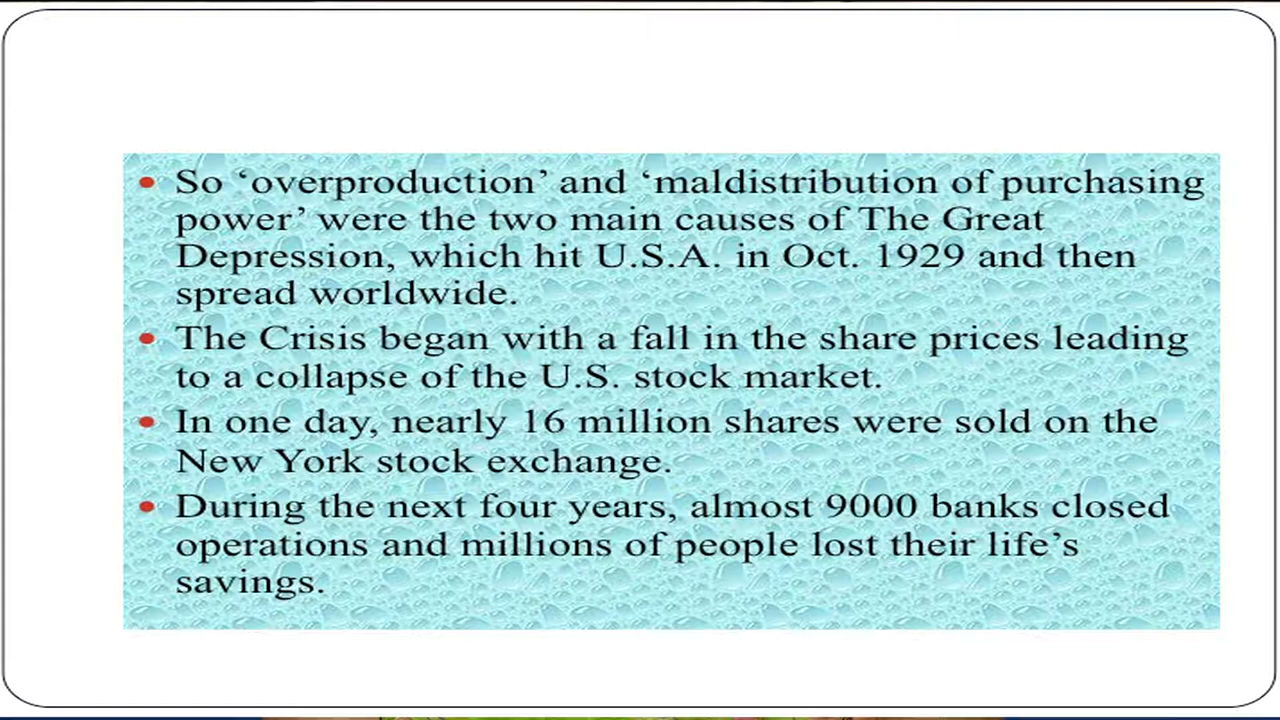 • So ‘overproduction’ and ‘maldistribution of purchasing
power’ were the two main causes of The Great
Depression, which hit U.S.A. in Oct. 1929 and then
spread worldwide.
• The Crisis began with a fall in the share prices leading
to a collapse of the U.S. stock market.
• In one day, nearly 16 million shares were sold on the
New York stock exchange.
• During the next four years, almost 9000 banks closed
operations and millions of people lost their life’s
savings.